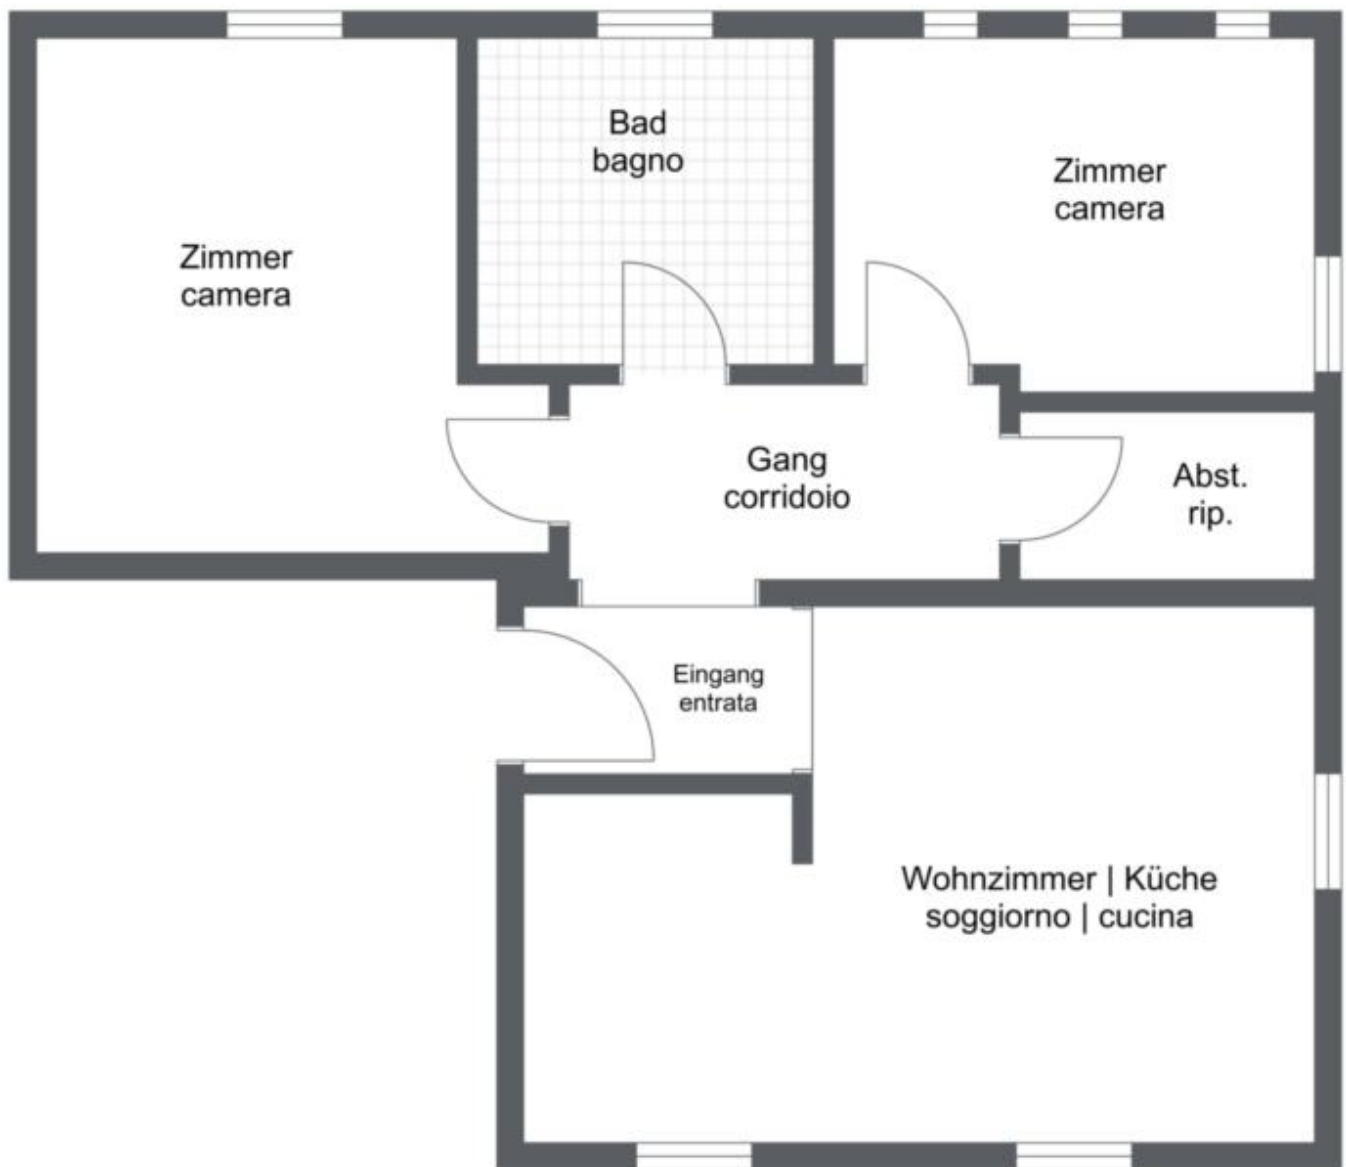 Bad
bagno
Zimmer
camera
Zimmer
camera
Gang
corridoio
Abst.
rip.
Eingang
entrata
Wohnzimmer | Küche
soggiorno | cucina